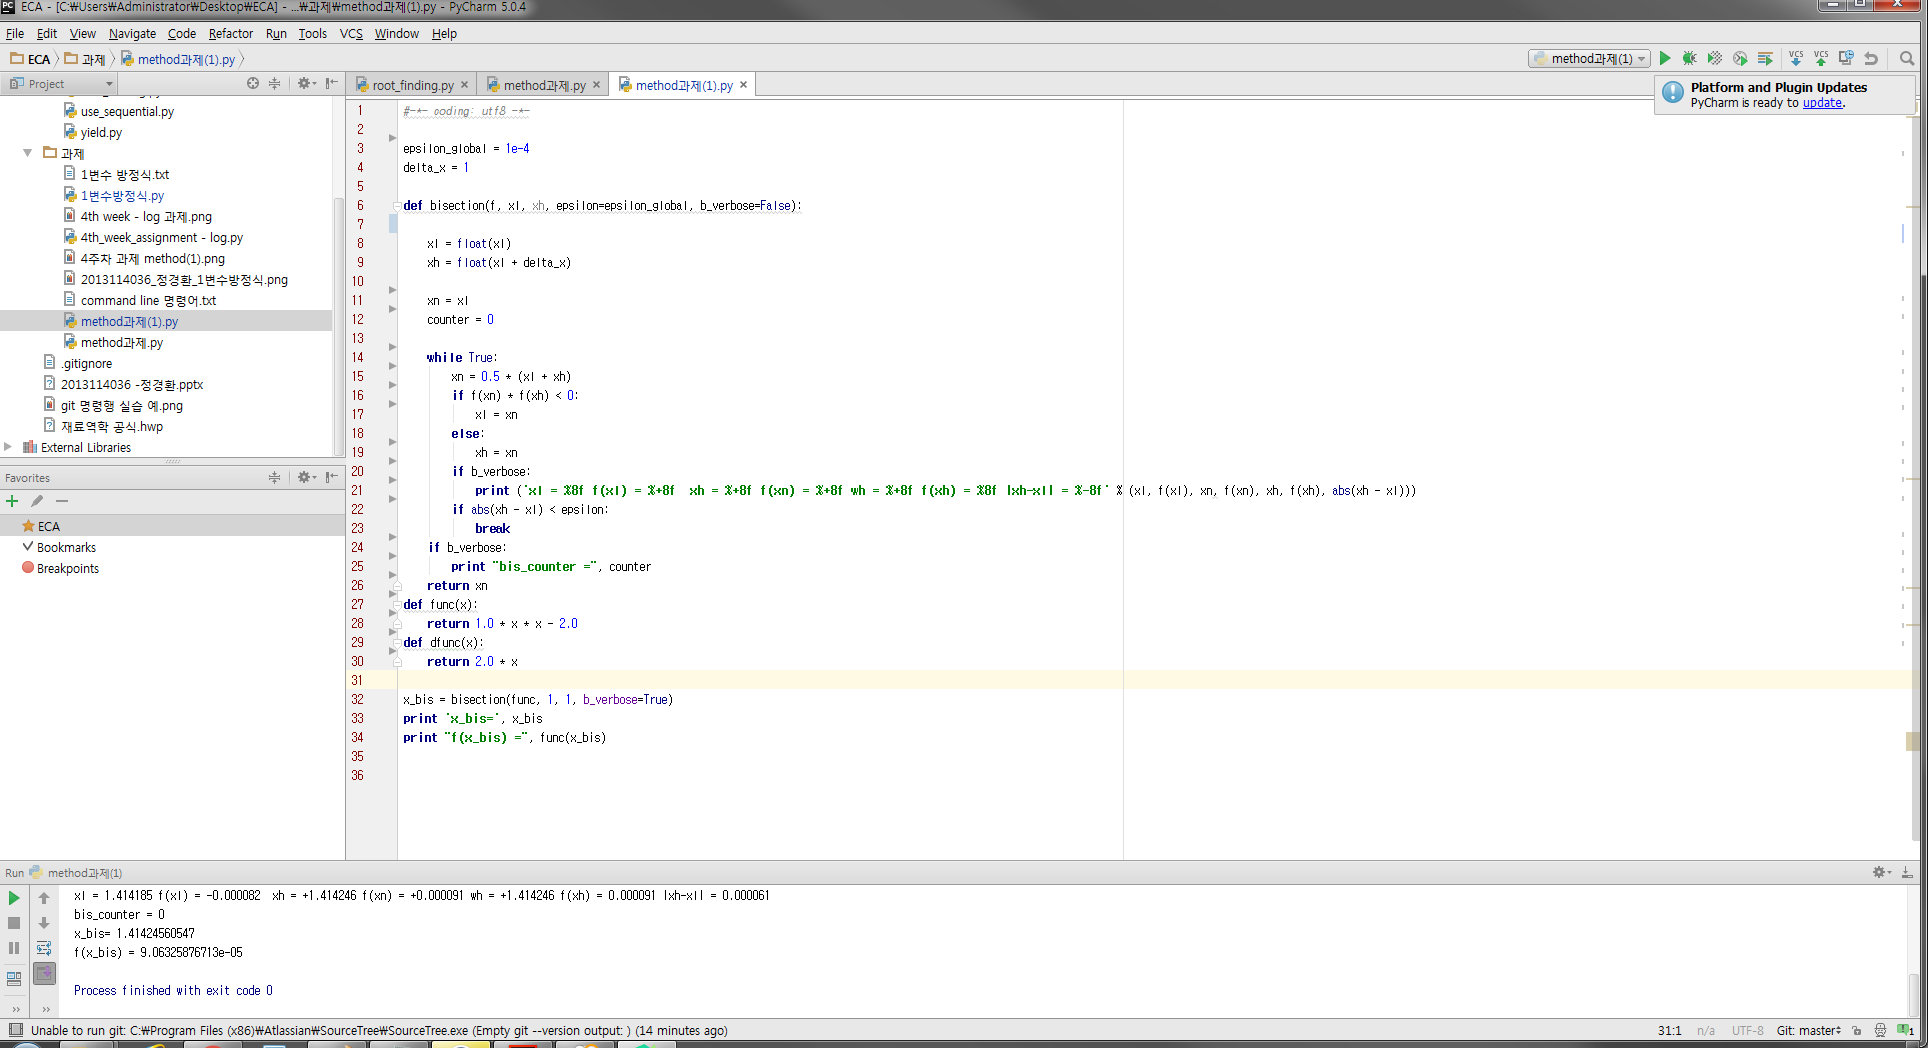 ECA - [C:₩Users₩Administrator₩Desktop₩ECA] - ...₩과제₩method과제(1).py - PyCharm 5.0.4
File Edit View Navigate Code Refactor Run Tools VCS Window Help
ECA 과제 method과제(1).py method과제(1)
Project
root_finding.py method과제.py method과제(1).py
Platform and Plugin Updates
PyCharm is ready to update.
use_sequential.py
yield.py
과제
1변수 방정식.txt
1변수방정식.py
4th week - log 과제.png
4th_week_assignment - log.py
4주차 과제 method(1).png
2013114036_정경환_1변수방정식.png
command line 명령어.txt
method과제(1).py
method과제.py
.gitignore
2013114036 -정경환.pptx
git 명령행 실습 예.png
재료역학 공식.hwp
External Libraries
Favorites
ECA
Bookmarks
Breakpoints
1 #-*- coding: utf8 -*-
2
3 epsilon_global = 1e-4
4 delta_x = 1
5
6 def bisection(f, xl, xh, epsilon=epsilon_global, b_verbose=False):
7
8 xl = float(xl)
9 xh = float(xl + delta_x)
10
11 xn = xl
12 counter = 0
13
14 while True:
15 xn = 0.5 * (xl + xh)
16 if f(xn) * f(xh) < 0:
17 xl = xn
18 else:
19 xh = xn
20 if b_verbose:
21 print ('xl = %8f f(xl) = %+8f  xh = %+8f f(xn) = %+8f wh = %+8f f(xh) = %8f |xh-xl| = %-8f' % (xl, f(xl), xn, f(xn), xh, f(xh), abs(xh - xl)))
22 if abs(xh - xl) < epsilon:
23 break
24 if b_verbose:
25 print "bis_counter =", counter
26 return xn
27 def func(x):
28 return 1.0 * x * x - 2.0
29 def dfunc(x):
30 return 2.0 * x
31
32 x_bis = bisection(func, 1, 1, b_verbose=True)
33 print 'x_bis=', x_bis
34 print "f(x_bis) =", func(x_bis)
35
36
Run method과제(1)
xl = 1.414185 f(xl) = -0.000082  xh = +1.414246 f(xn) = +0.000091 wh = +1.414246 f(xh) = 0.000091 |xh-xl| = 0.000061
bis_counter = 0
x_bis= 1.41424560547
f(x_bis) = 9.06325876713e-05
Process finished with exit code 0
Unable to run git: C:₩Program Files (x86)₩Atlassian₩SourceTree₩SourceTree.exe (Empty git --version output: ) (14 minutes ago) 31:1 n/a UTF-8 Git: master 1